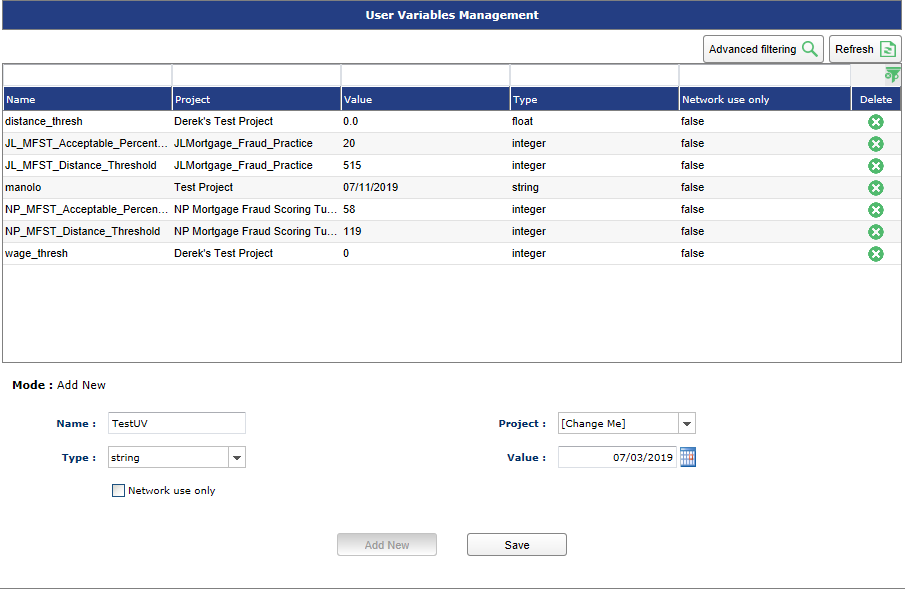 User Variables Management
Advanced filtering Refresh
Name Project Value Type Network use only Delete
distance_thresh Derek's Test Project 0.0 float false
JL_MFST_Acceptable_Percent... JLMortgage_Fraud_Practice 20 integer false
JL_MFST_Distance_Threshold JLMortgage_Fraud_Practice 515 integer false
manolo Test Project 07/11/2019 string false
NP_MFST_Acceptable_Percen... NP Mortgage Fraud Scoring Tu... 58 integer false
NP_MFST_Distance_Threshold NP Mortgage Fraud Scoring Tu... 119 integer false
wage_thresh Derek's Test Project 0 integer false
Mode : Add New
Name : TestUV Project : [Change Me]
Type : string Value : 07/03/2019
Network use only
Add New Save